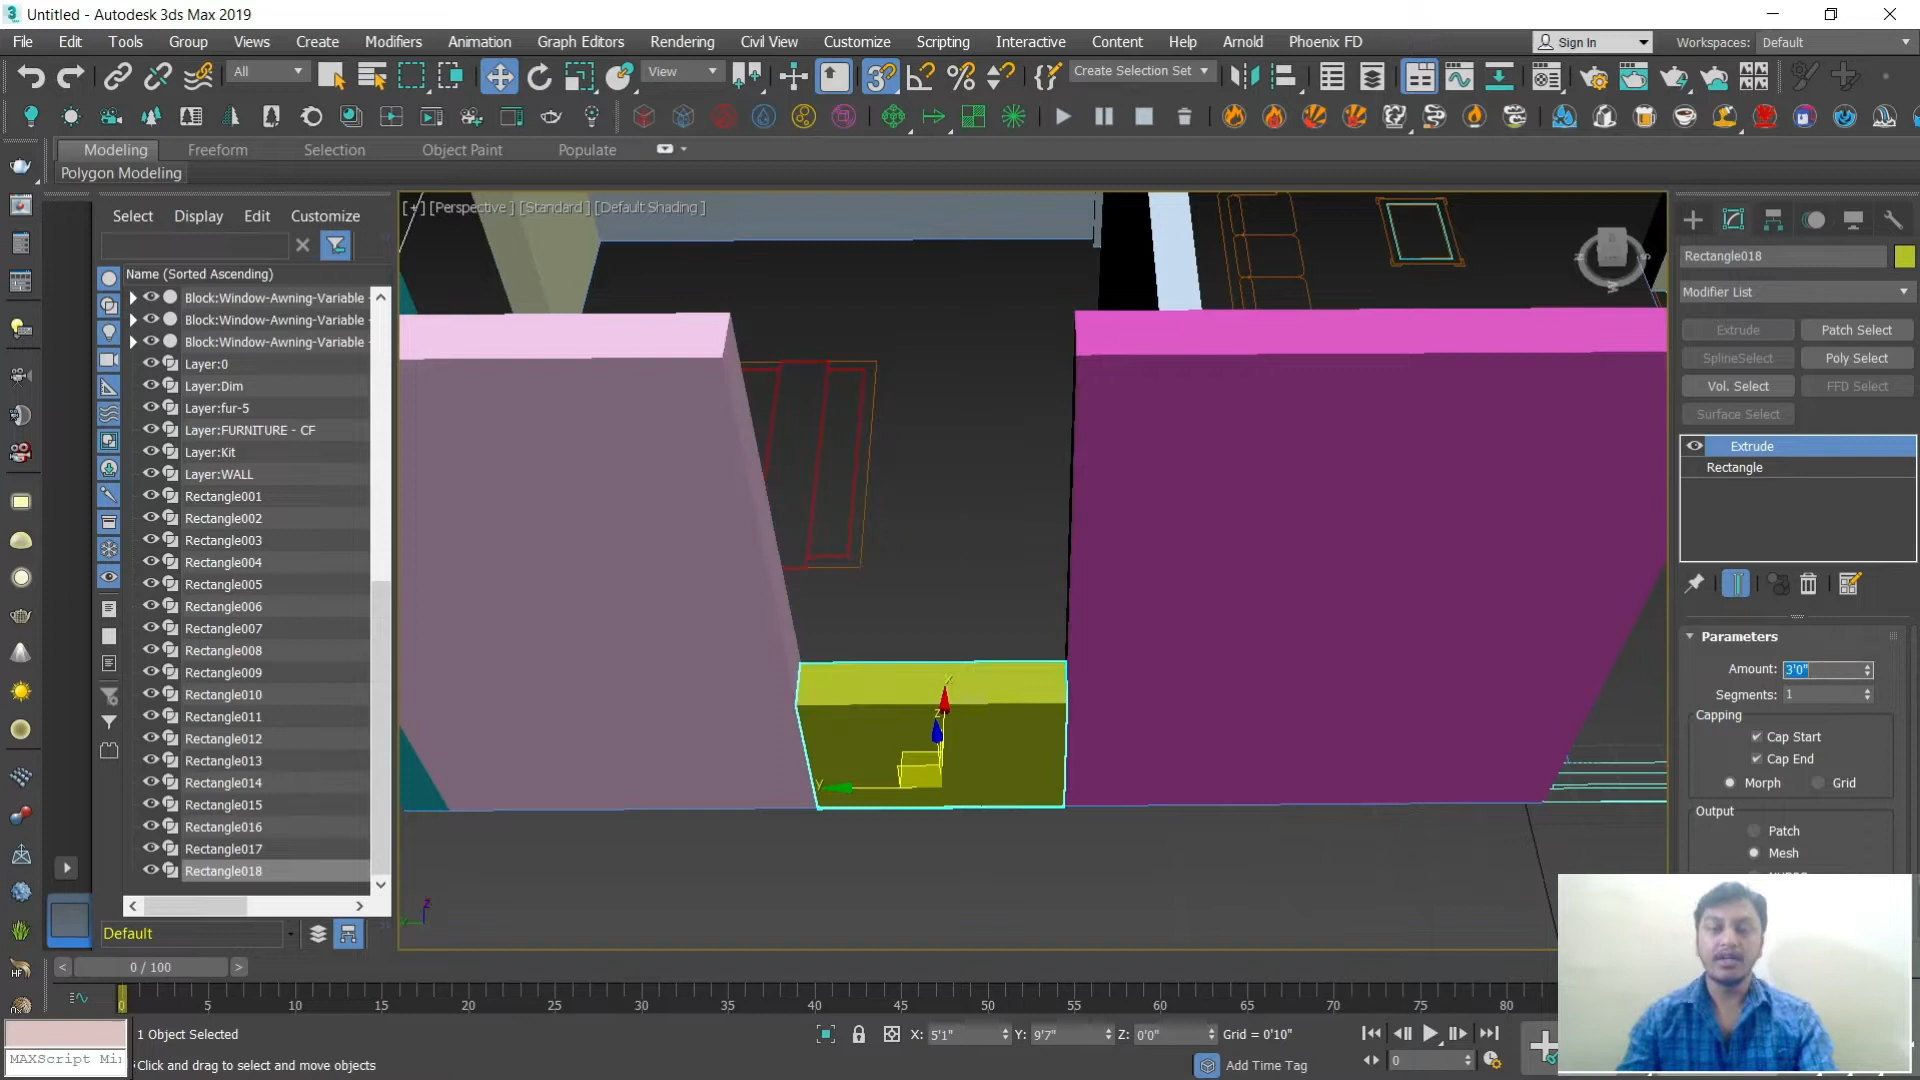 Untitled - Autodesk 3ds Max 2019
File Edit Tools Group Views Create Modifiers Animation Graph Editors Rendering Civil View Customize Scripting Interactive Content Help Arnold Phoenix FD Sign In Workspaces: Default
All View Create Selection Set
Modeling Freeform Selection Object Paint Populate
Polygon Modeling
Select Display Edit Customize
Name (Sorted Ascending)
Block:Window-Awning-Variable
Block:Window-Awning-Variable
Block:Window-Awning-Variable
Layer:0
Layer:Dim
Layer:fur-5
Layer:FURNITURE - CF
Layer:Kit
Layer:WALL
Rectangle001
Rectangle002
Rectangle003
Rectangle004
Rectangle005
Rectangle006
Rectangle007
Rectangle008
Rectangle009
Rectangle010
Rectangle011
Rectangle012
Rectangle013
Rectangle014
Rectangle015
Rectangle016
Rectangle017
Rectangle018
Default
[+] [Perspective ] [Standard ] [Default Shading ]
Rectangle018
Modifier List
Extrude Patch Select
SplineSelect Poly Select
Vol. Select FFD Select
Surface Select
Extrude
Rectangle
Parameters
Amount: 3'0"
Segments: 1
Capping
Cap Start
Cap End
Morph Grid
Output
Patch
Mesh
0 / 100
0 5 10 15 20 25 30 35 40 45 50 55 60 65 70 75 80
1 Object Selected X: 5'1" Y: 9'7" Z: 0'0" Grid = 0'10"
MAXScript Mi Click and drag to select and move objects Add Time Tag 0